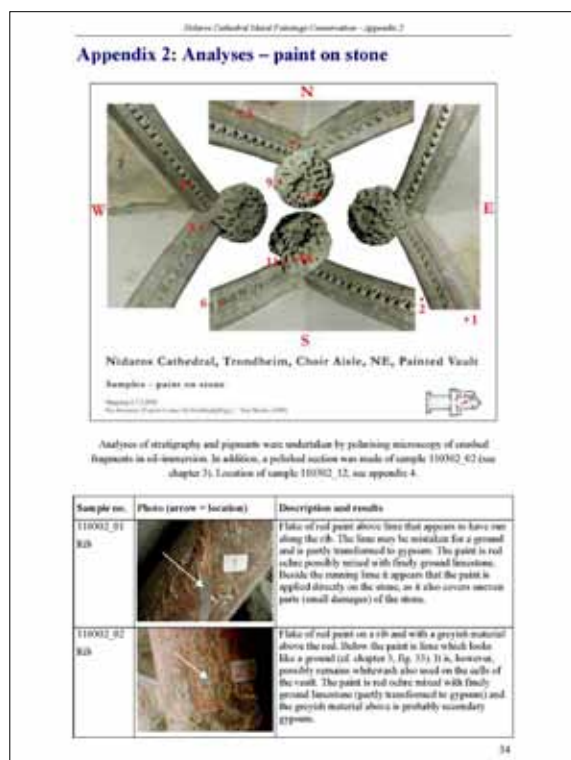 Nidaros Cathedral Mural Paintings Conservation – Appendix 2
Appendix 2: Analyses – paint on stone
N
W
E
9
6
11
2
1
S
Nidaros Cathedral, Trondheim, Choir Aisle, NE, Painted Vault
Samples - paint on stone
Analyses of stratigraphy and pigments were undertaken by polarising microscopy of crushed
fragments in oil-immersion. In addition, a polished section was made of sample 110302_02 (see
chapter 3). Location of sample 110302_12, see appendix 4.
Sample no.
Photo (arrow = location)
Description and results
110302_01
Rib
Flake of red paint above lime that appears to have run
along the rib. The lime may be mistaken for a ground
and is partly transformed to gypsum. The paint is red
ochre possibly mixed with finely ground limestone.
Beside the running lime it appears that the paint is
applied directly on the stone, as it also covers uneven
parts (small damages) of the stone.
110302_02
Rib
Flake of red paint on a rib and with a greyish material
above the red. Below the paint is lime which looks
like a ground (cf. chapter 3, fig. 33). It is, however,
possibly remains whitewash also used on the cells of
the vault. The paint is red ochre mixed with finely
ground limestone (partly transformed to gypsum) and
the greyish material above is probably secondary
gypsum.
34